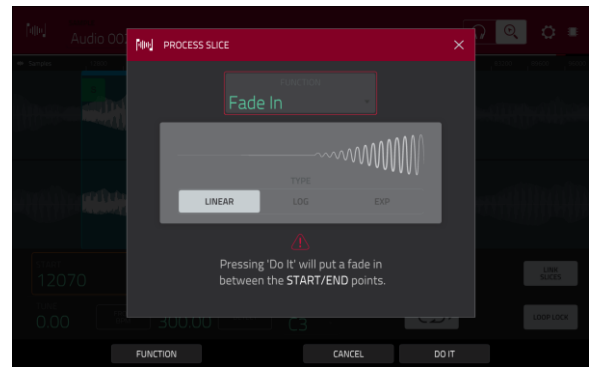 Audio 00
PROCESS SLICE
FUNCTION
Fade In
TYPE
LINEAR
LOG
EXP
Pressing 'Do It' will put a fade in
between the START/END points.
12070
LINK
SLICES
0.00
300.00
C3
LOOP LOCK
FUNCTION
CANCEL
DO IT